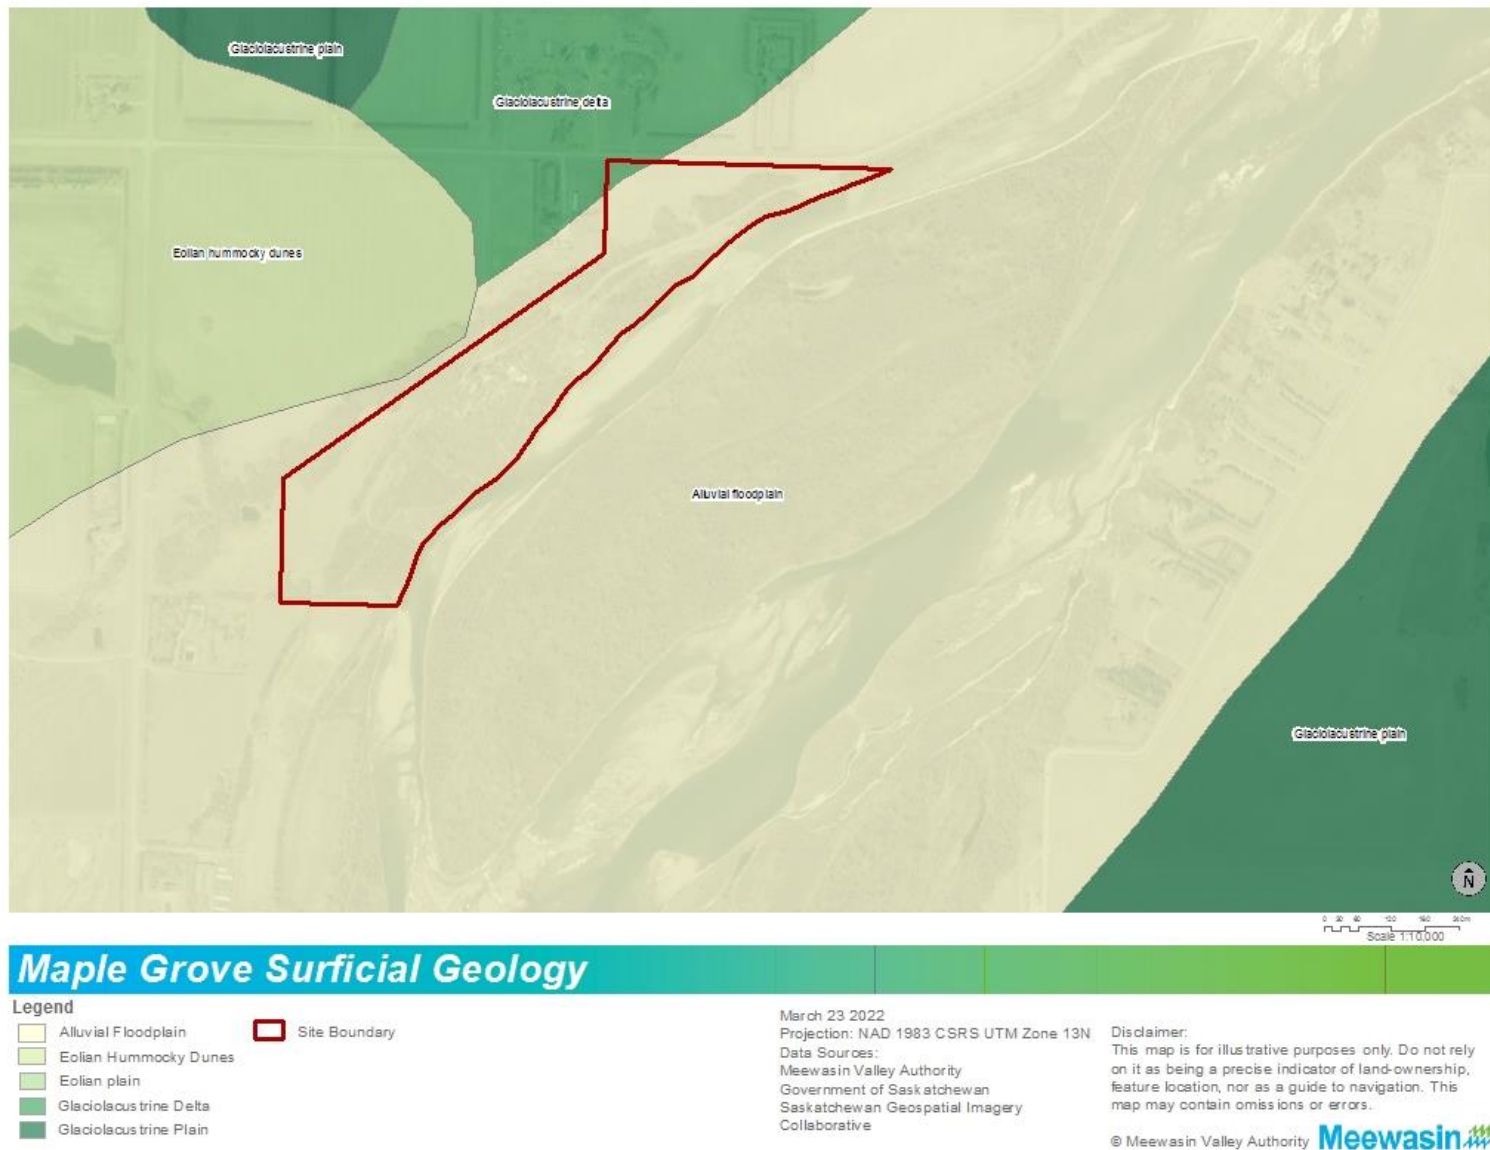 Glaciolacustrine plain
Glaciolacustrine delta
Eolian hummocky dunes
Alluvial floodplain
Glaciolacustrine plain
N
Scale 1:10,000
Maple Grove Surficial Geology
Legend
Alluvial Floodplain
Eolian Hummocky Dunes
Eolian plain
Glaciolacustrine Delta
Glaciolacustrine Plain
Site Boundary
March 23 2022
Projection: NAD 1983 CSRS UTM Zone 13N
Data Sources:
Meewasin Valley Authority
Government of Saskatchewan
Saskatchewan Geospatial Imagery
Collaborative
Disclaimer:
This map is for illustrative purposes only. Do not rely
on it as being a precise indicator of land-ownership,
feature location, nor as a guide to navigation. This
map may contain omissions or errors.
© Meewasin Valley Authority Meewasin